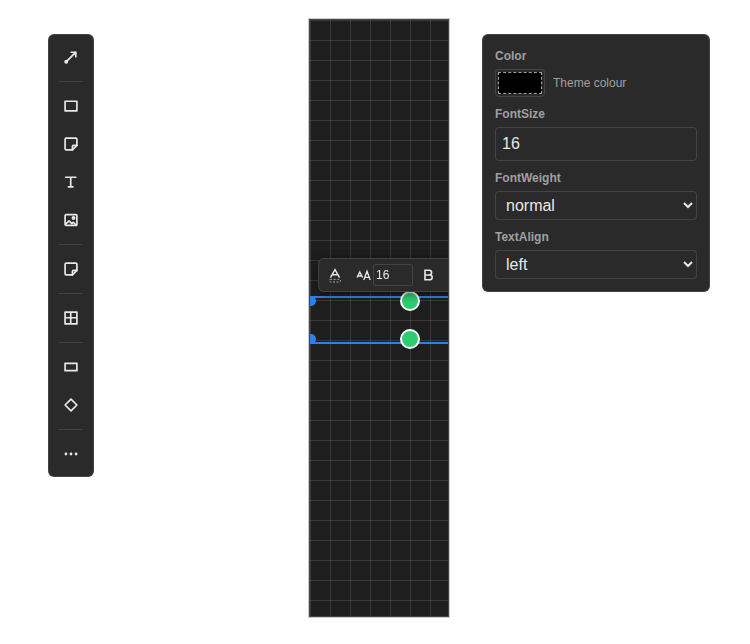 Color
Theme colour
FontSize
16
FontWeight
normal
TextAlign
left
16
B